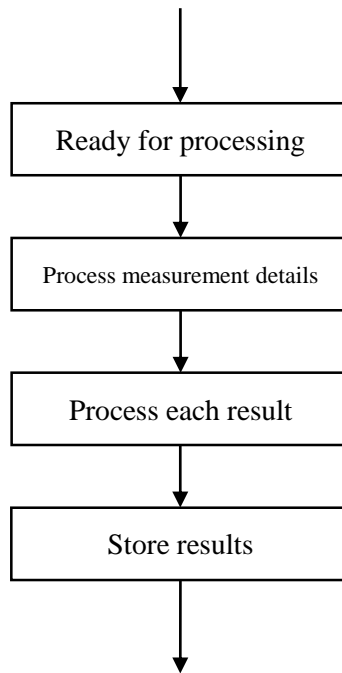 Ready for processing
Process measurement details
Process each result
Store results